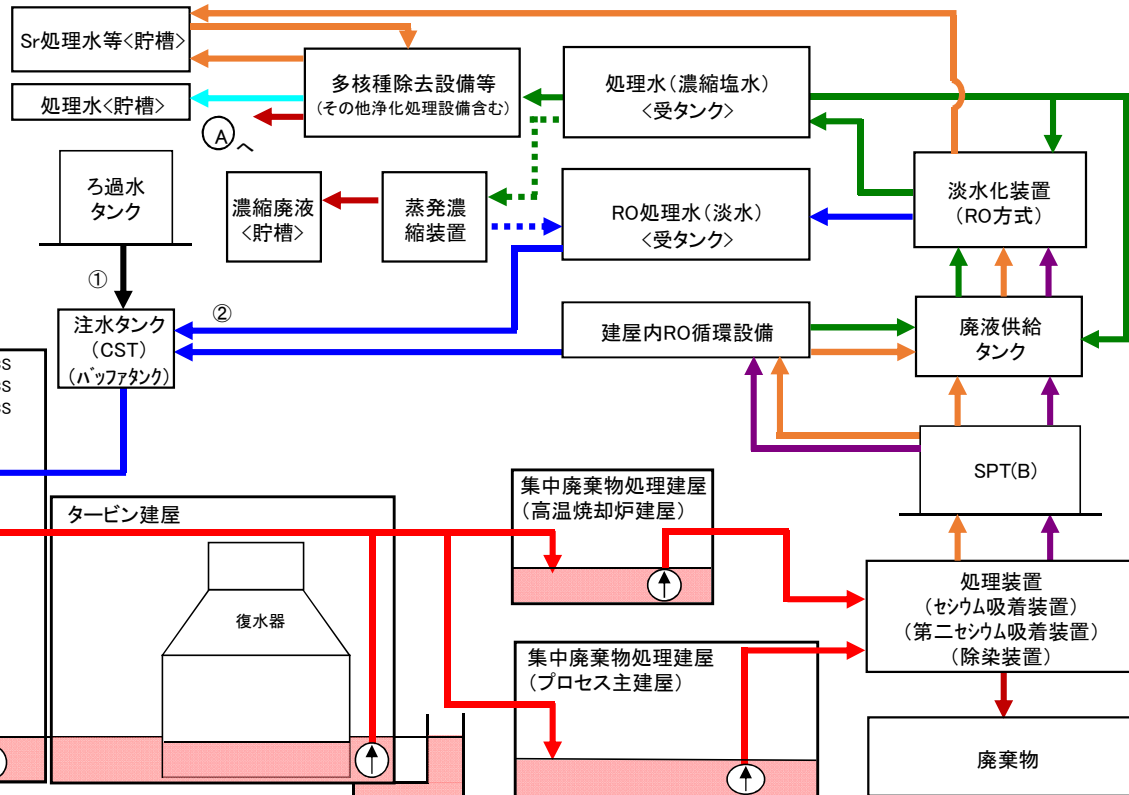 Sr処理水等<貯槽>
処理水<貯槽>
多核種除去設備等
(その他浄化処理設備含む)
処理水(濃縮塩水)
<受タンク>
Aへ
ろ過水
タンク
濃縮廃液
<貯槽>
蒸発濃
縮装置
RO処理水(淡水)
<受タンク>
淡水化装置
(RO方式)
①
②
注水タンク
(CST)
(バッファタンク)
建屋内RO循環設備
廃液供給
タンク
CS
CS
CS
SPT(B)
タービン建屋
復水器
集中廃棄物処理建屋
(高温焼却炉建屋)
集中廃棄物処理建屋
(プロセス主建屋)
処理装置
(セシウム吸着装置)
(第二セシウム吸着装置)
(除染装置)
廃棄物